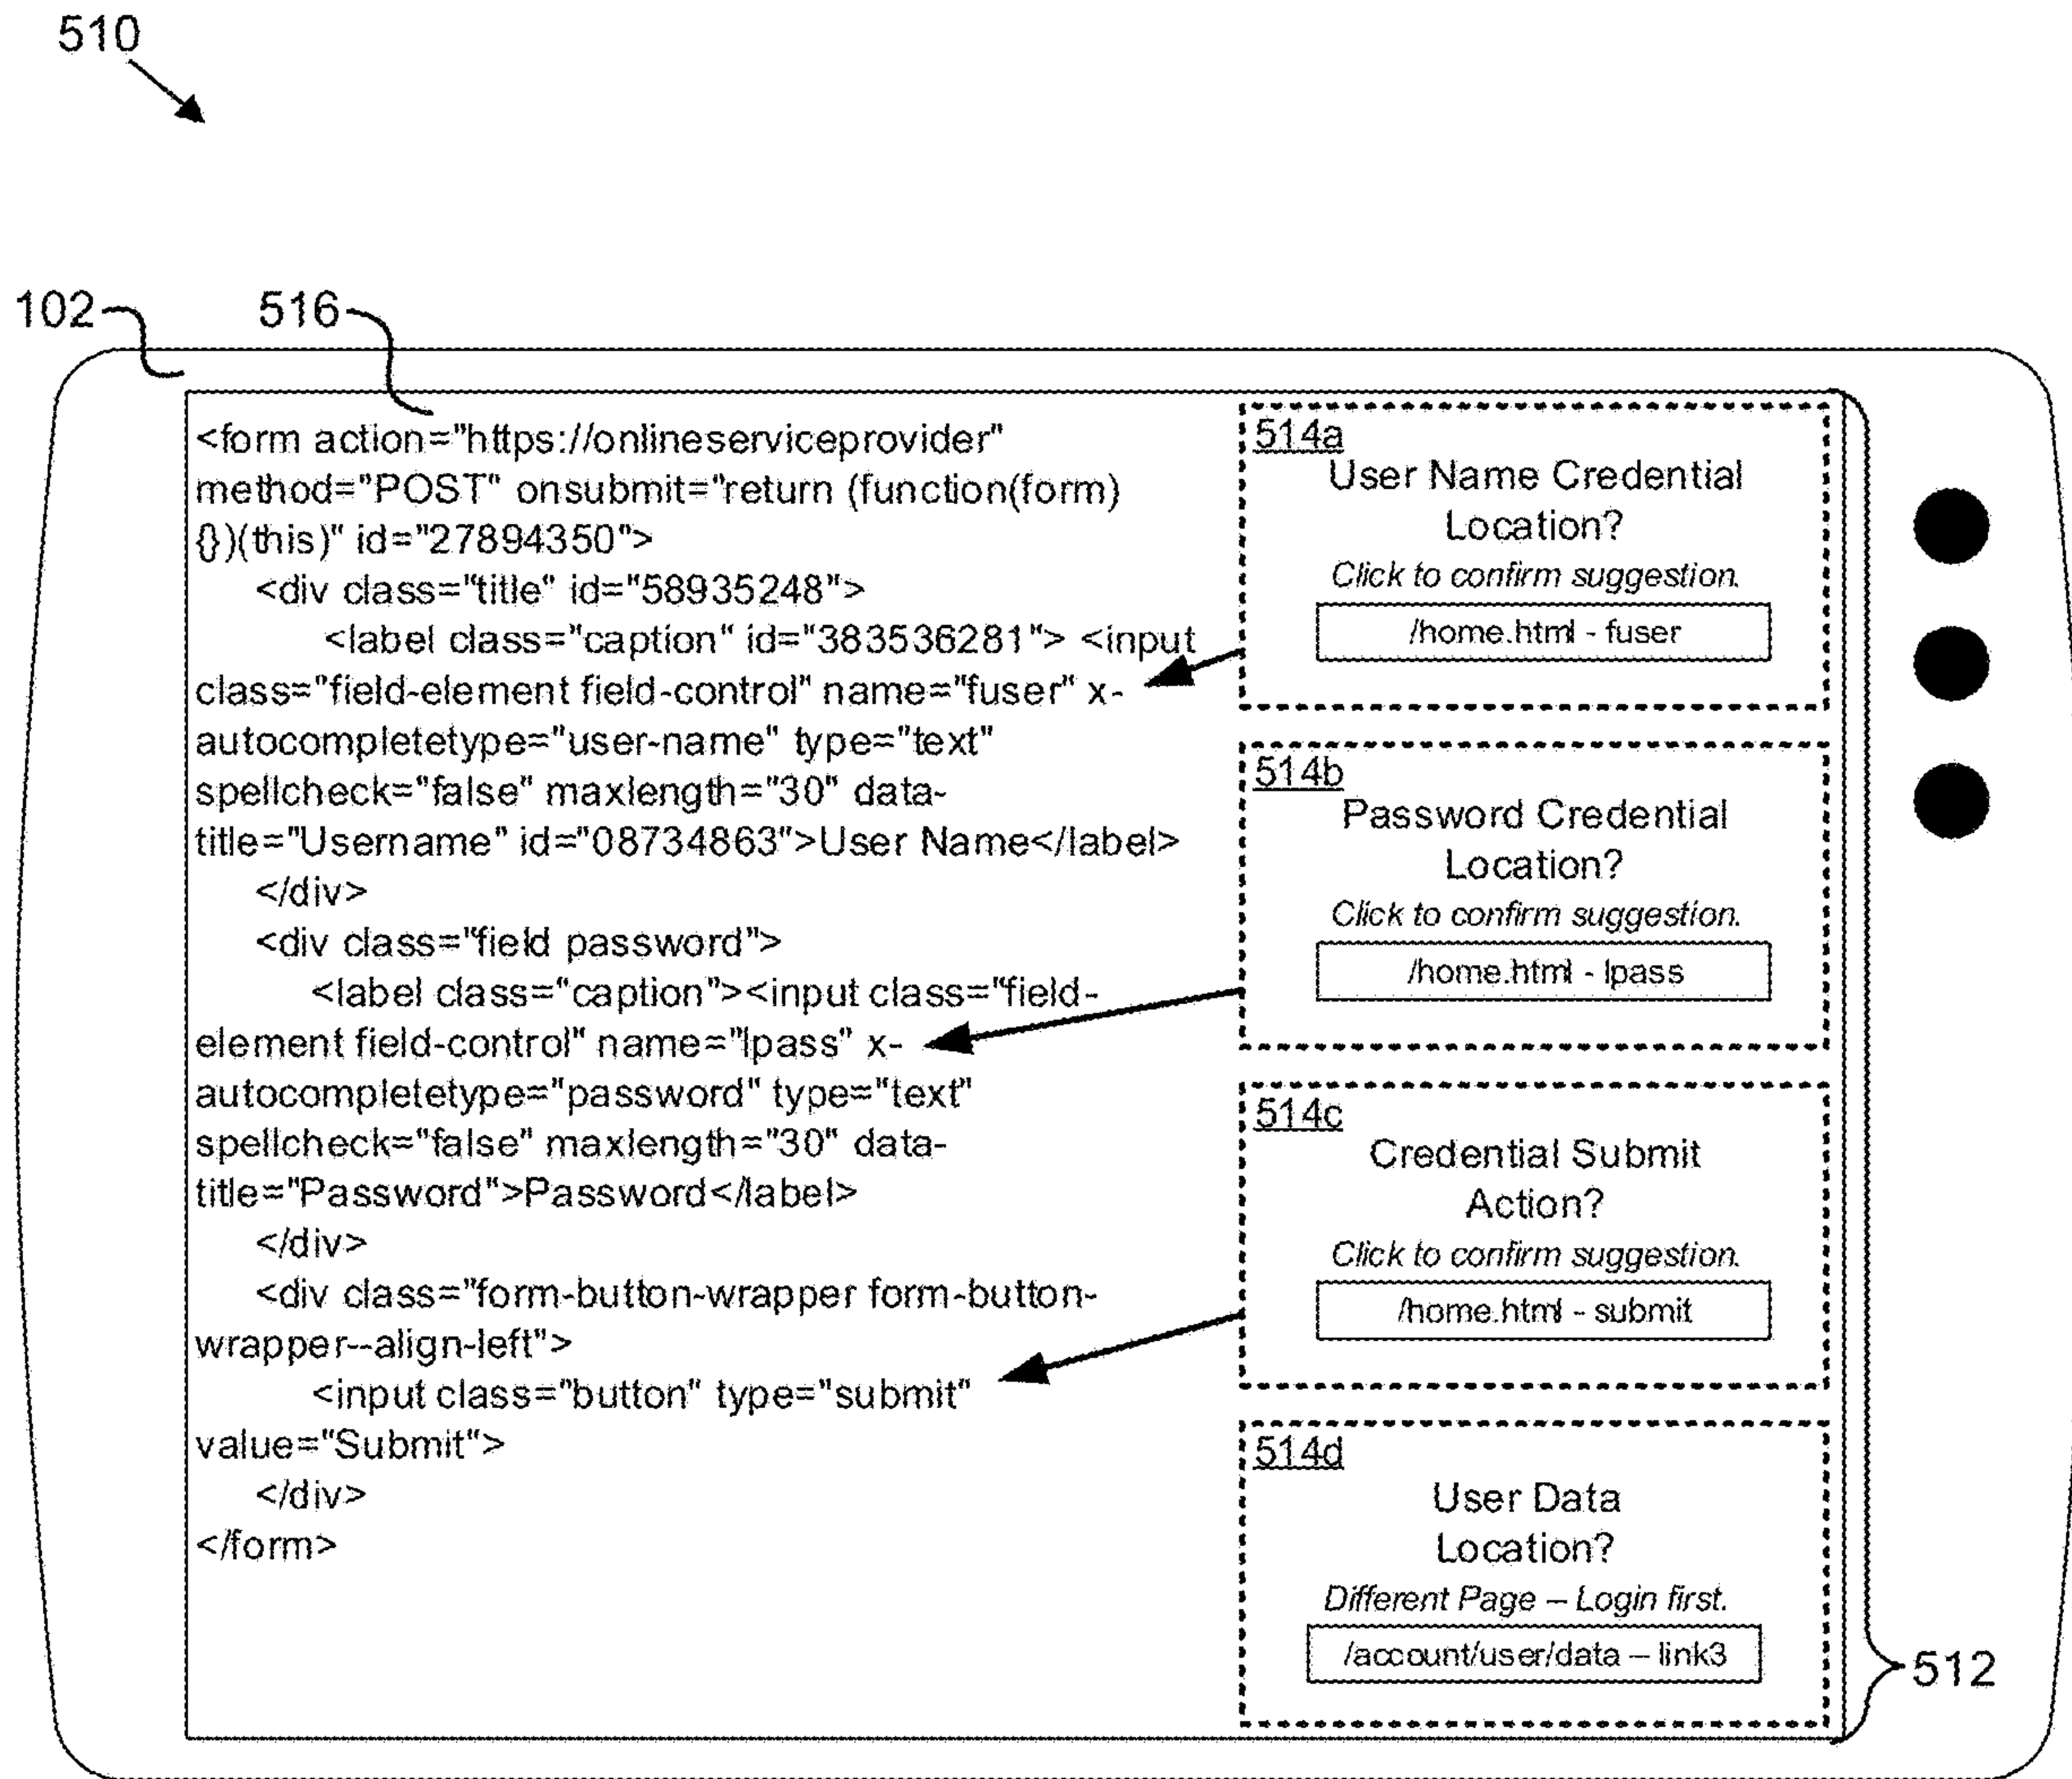 510
102
516
<form action="https://onlineserviceprovider"
method="POST" onsubmit="return (function(form)
{})(this)" id="27894350">
<div class="title" id="58935248">
<label class="caption" id="383536281"> <input
class="field-element field-control" name="fuser" x-
autocompletetype="user-name" type="text"
spellcheck="false" maxlength="30" data-
title="Username" id="08734863">User Name</label>
</div>
<div class="field password">
<label class="caption"><input class="field-
element field-control" name="lpass" x-
autocompletetype="password" type="text"
spellcheck="false" maxlength="30" data-
title="Password">Password</label>
</div>
<div class="form-button-wrapper form-button-
wrapper--align-left">
<input class="button" type="submit"
value="Submit">
</div>
</form>
514a
User Name Credential
Location?
Click to confirm suggestion.
/home.html - fuser
514b
Password Credential
Location?
Click to confirm suggestion.
/home.html - lpass
514c
Credential Submit
Action?
Click to confirm suggestion.
/home.html - submit
514d
User Data
Location?
Different Page – Login first.
/account/user/data – link3
512